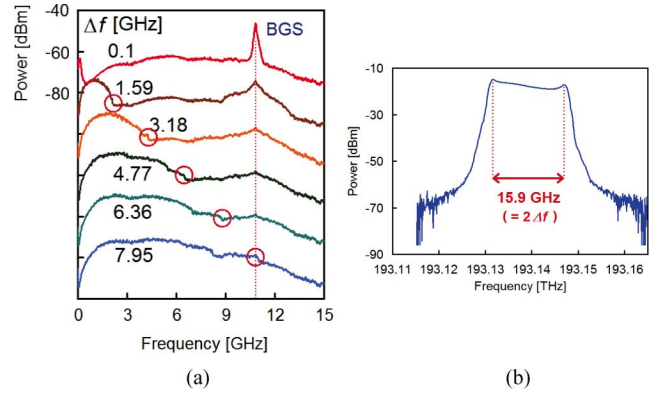 Δf [GHz]
BGS
0.1
1.59
3.18
4.77
6.36
7.95
Power [dBm]
-40
-60
-80
0 3 6 9 12 15
Frequency [GHz]
(a)
Power [dBm]
-10
-30
-50
-70
-90
15.9 GHz
( = 2Δf )
193.11 193.12 193.13 193.14 193.15 193.16
Frequency [THz]
(b)